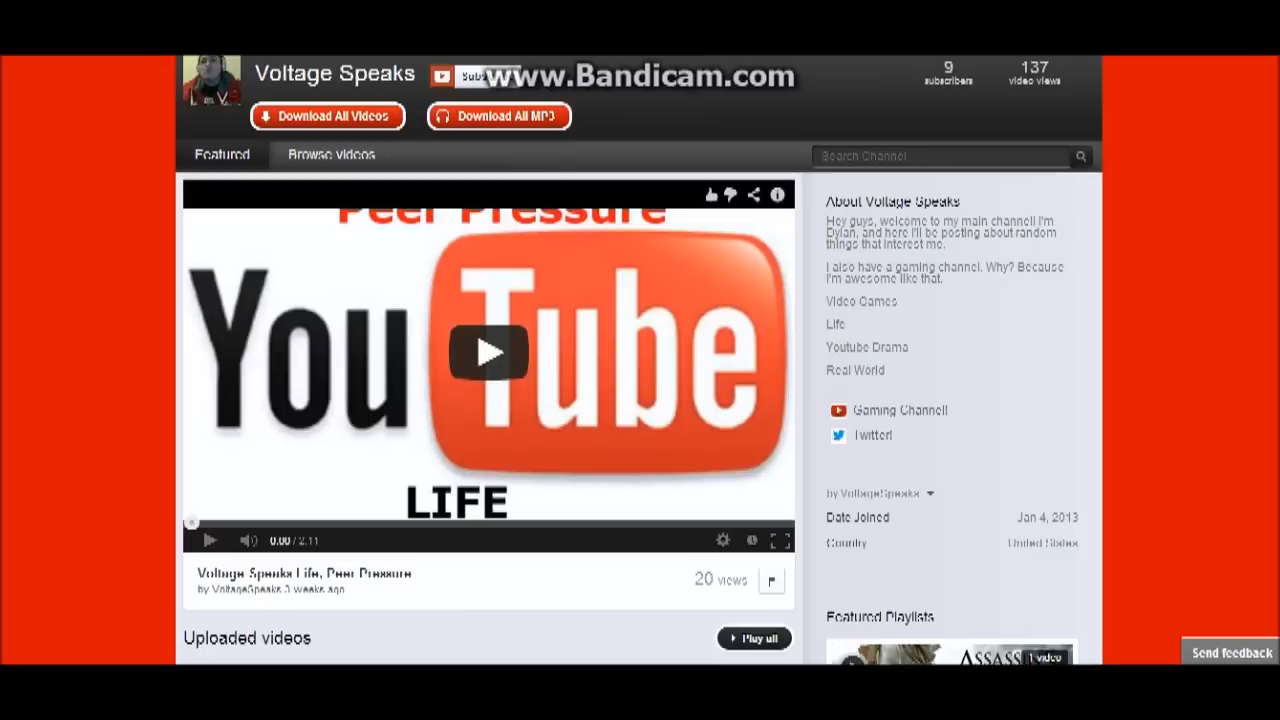 Voltage Speaks
Subs
www.Bandicam.com
9
subscribers
137
video views
Download All Videos
Download All MP3
Featured
Browse videos
Search Channel
Peer Pressure
YouTube
LIFE
0:00 / 2:11
Voltage Speaks Life, Peer Pressure
by VoltageSpeaks 3 weeks ago
20 views
Uploaded videos
Play all
About Voltage Speaks
Hey guys, welcome to my main channel! I'm
Dylan, and here I'll be posting about random
things that interest me.
I also have a gaming channel. Why? Because
I'm awesome like that.
Video Games
Life
Youtube Drama
Real World
Gaming Channel!
Twitter!
by VoltageSpeaks
Date Joined
Jan 4, 2013
Country
United States
Featured Playlists
ASSASS
1 video
Send feedback